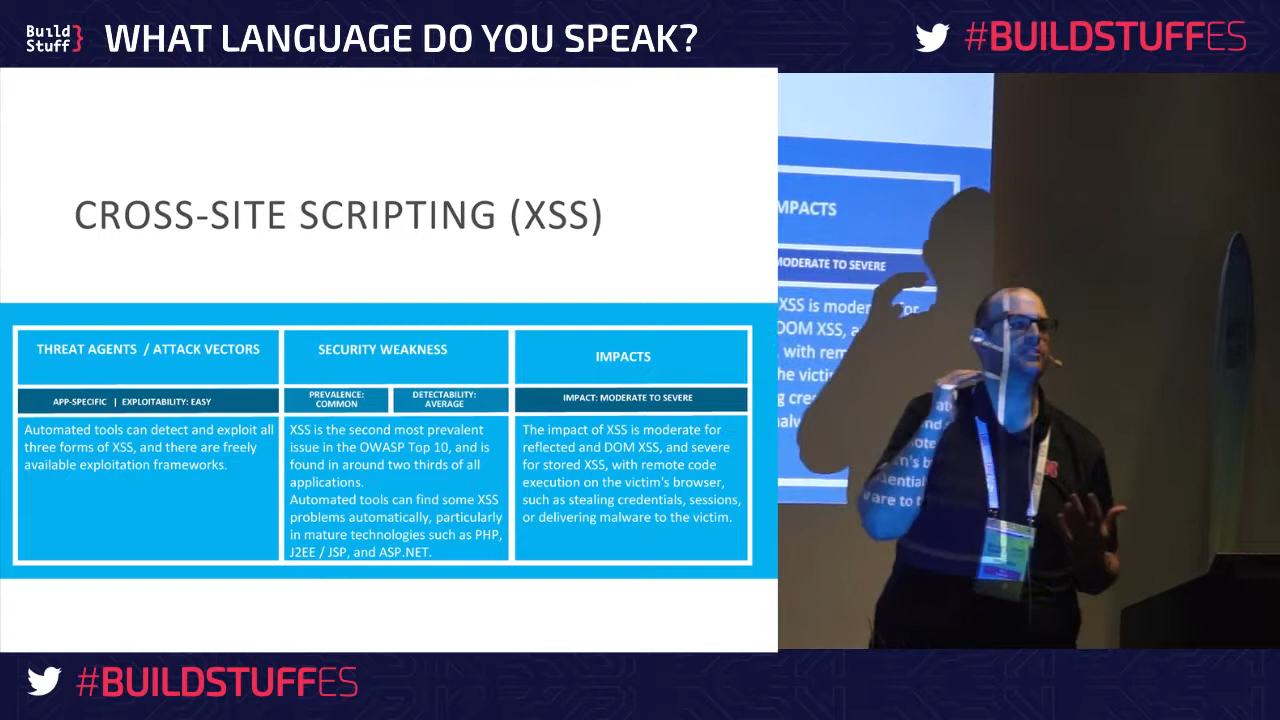 Build
Stuff}
WHAT LANGUAGE DO YOU SPEAK?
#BUILDSTUFFES
CROSS-SITE SCRIPTING (XSS)
THREAT AGENTS / ATTACK VECTORS
SECURITY WEAKNESS
IMPACTS
APP-SPECIFIC | EXPLOITABILITY: EASY
PREVALENCE:
COMMON
DETECTABILITY:
AVERAGE
IMPACT: MODERATE TO SEVERE
Automated tools can detect and exploit all
three forms of XSS, and there are freely
available exploitation frameworks.
XSS is the second most prevalent
issue in the OWASP Top 10, and is
found in around two thirds of all
applications.
Automated tools can find some XSS
problems automatically, particularly
in mature technologies such as PHP,
J2EE / JSP, and ASP.NET.
The impact of XSS is moderate for
reflected and DOM XSS, and severe
for stored XSS, with remote code
execution on the victim's browser,
such as stealing credentials, sessions,
or delivering malware to the victim.
MPACTS
MODERATE TO SEVERE
XSS is moder for
DOM XSS, a
with rem
he victi
g cre
nalw
#BUILDSTUFFES